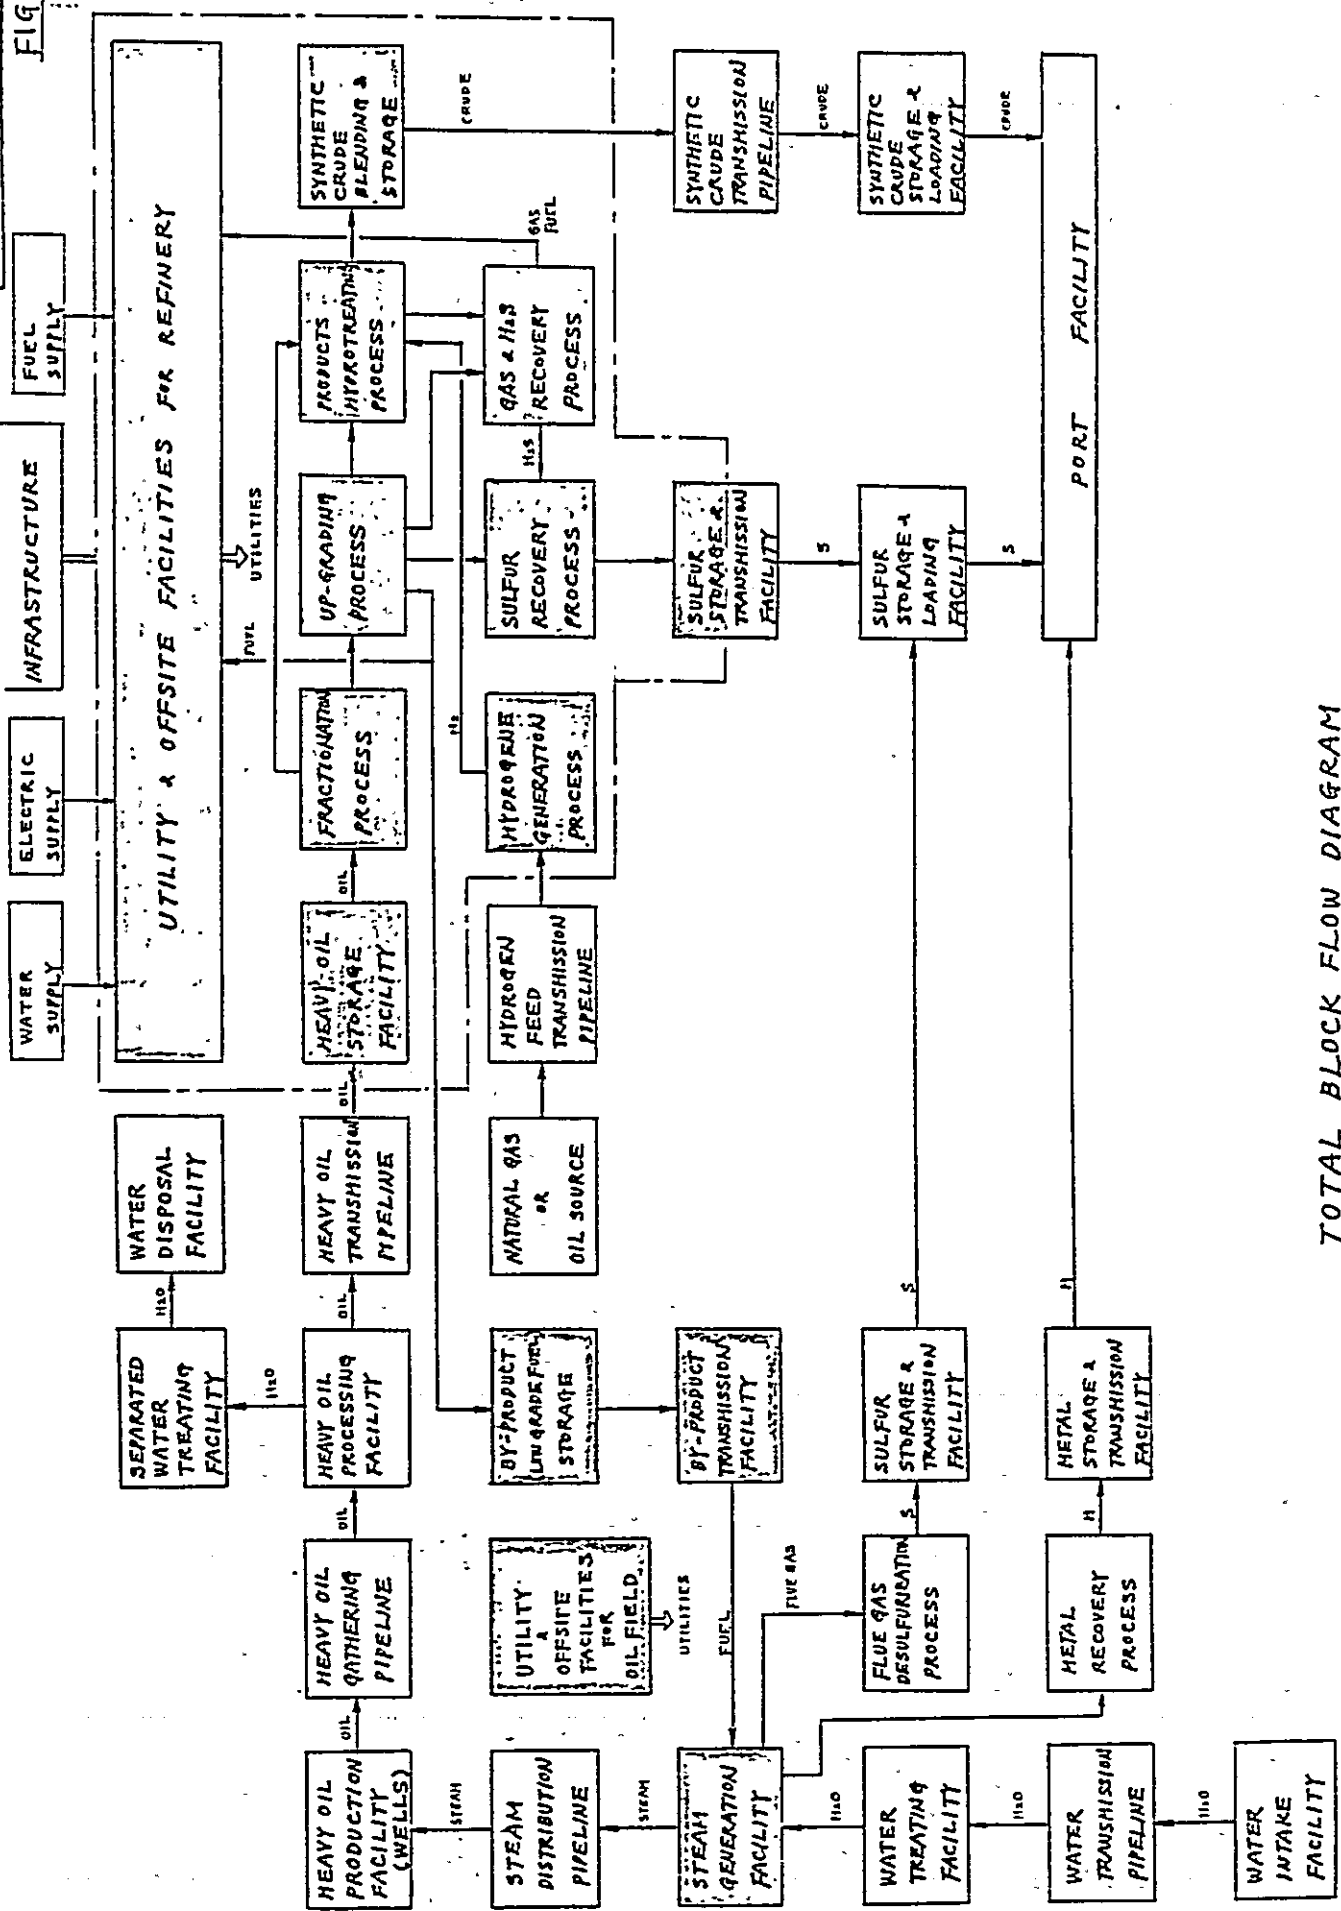 FIG
WATER
SUPPLY
ELECTRIC
SUPPLY
INFRASTRUCTURE
FUEL
SUPPLY
UTILITY & OFFSITE FACILITIES FOR REFINERY
UTILITIES
FUEL
SEPARATED
WATER
TREATING
FACILITY
H2O
WATER
DISPOSAL
FACILITY
H2O
HEAVY OIL
PRODUCTION
FACILITY
(WELLS)
OIL
HEAVY OIL
GATHERING
PIPELINE
OIL
HEAVY OIL
PROCESSING
FACILITY
OIL
HEAVY OIL
TRANSMISSION
PIPELINE
OIL
HEAVY-OIL
STORAGE
FACILITY
OIL
FRACTIONATION
PROCESS
UP-GRADING
PROCESS
PRODUCTS
HYDROTREATING
PROCESS
SYNTHETIC
CRUDE
BLENDING &
STORAGE
CRUDE
STEAM
STEAM
DISTRIBUTION
PIPELINE
STEAM
UTILITY
&
OFFSITE
FACILITIES
FOR
OIL FIELD
UTILITIES
BY-PRODUCT
(LOW GRADE FUEL)
STORAGE
NATURAL GAS
OR
OIL SOURCE
HYDROGEN
FEED
TRANSMISSION
PIPELINE
HYDROGENE
GENERATION
PROCESS
H2
SULFUR
RECOVERY
PROCESS
H2S
GAS & H2S
RECOVERY
PROCESS
GAS
FUEL
STEAM
GENERATION
FACILITY
FUEL
FLUE GAS
BY-PRODUCT
TRANSMISSION
FACILITY
SULFUR
STORAGE &
TRANSMISSION
FACILITY
SYNTHETIC
CRUDE
TRANSMISSION
PIPELINE
S
CRUDE
H2O
WATER
TREATING
FACILITY
H2O
FLUE GAS
DESULFURIZATION
PROCESS
S
SULFUR
STORAGE &
TRANSMISSION
FACILITY
S
SULFUR
STORAGE &
LOADING
FACILITY
S
SYNTHETIC
CRUDE
STORAGE &
LOADING
FACILITY
CRUDE
WATER
TRANSMISSION
PIPELINE
H2O
METAL
RECOVERY
PROCESS
M
METAL
STORAGE &
TRANSMISSION
FACILITY
M
PORT FACILITY
WATER
INTAKE
FACILITY
TOTAL BLOCK FLOW DIAGRAM